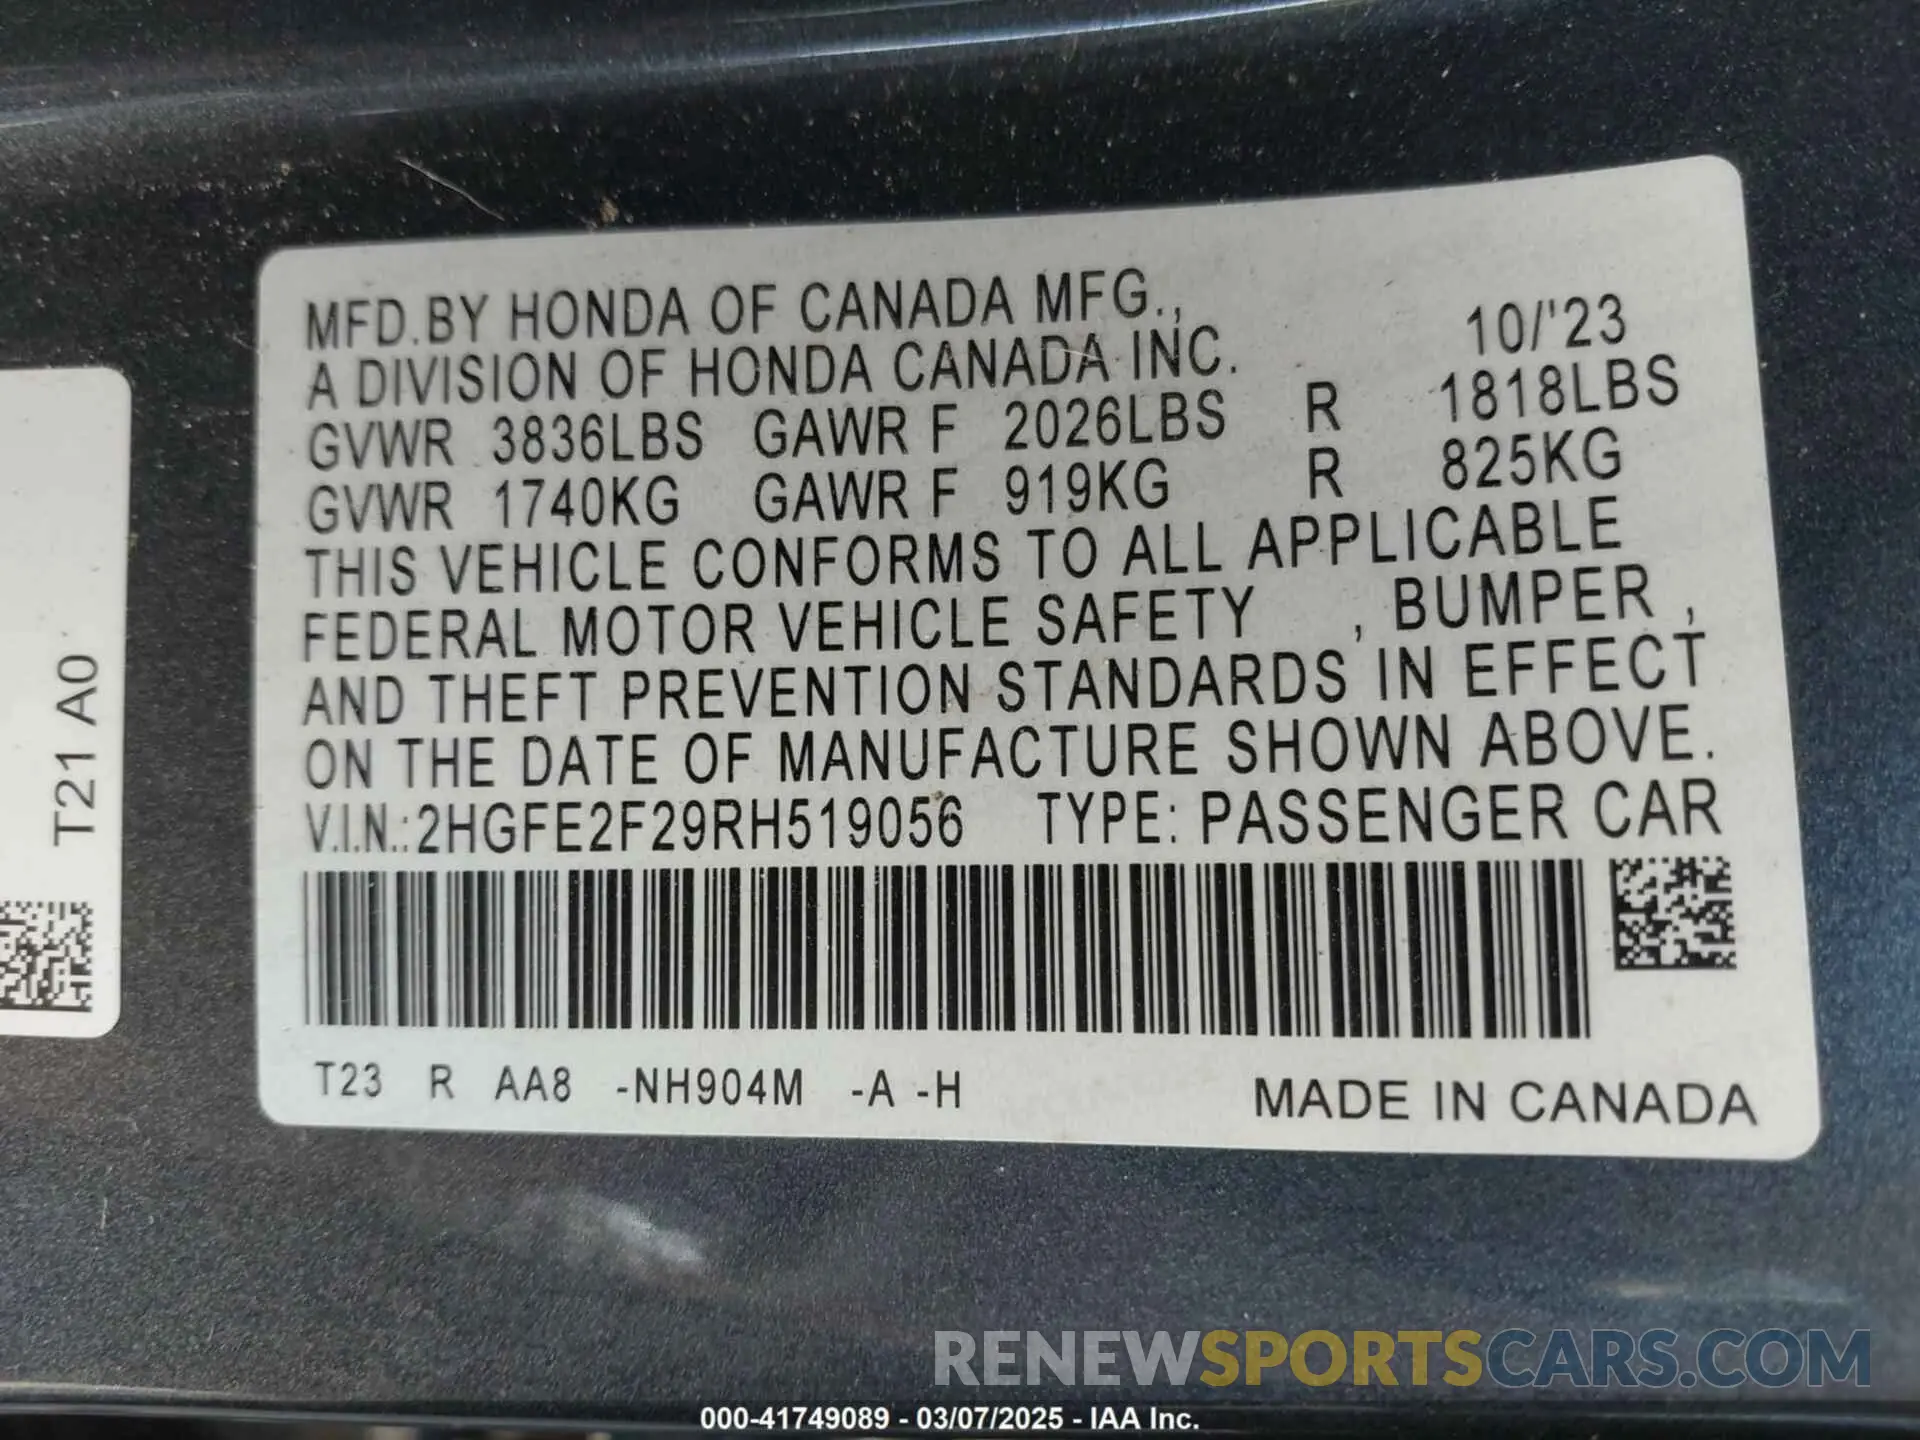 MFD.BY HONDA OF CANADA MFG.,
A DIVISION OF HONDA CANADA INC. 10/'23
GVWR 3836LBS GAWR F 2026LBS R 1818LBS
GVWR 1740KG GAWR F 919KG R 825KG
THIS VEHICLE CONFORMS TO ALL APPLICABLE
FEDERAL MOTOR VEHICLE SAFETY , BUMPER ,
AND THEFT PREVENTION STANDARDS IN EFFECT
ON THE DATE OF MANUFACTURE SHOWN ABOVE.
V.I.N.:2HGFE2F29RH519056 TYPE: PASSENGER CAR
T23 R AA8 -NH904M -A -H MADE IN CANADA
T21 A0
RENEWSPORTSCARS.COM
000-41749089 - 03/07/2025 - IAA Inc.